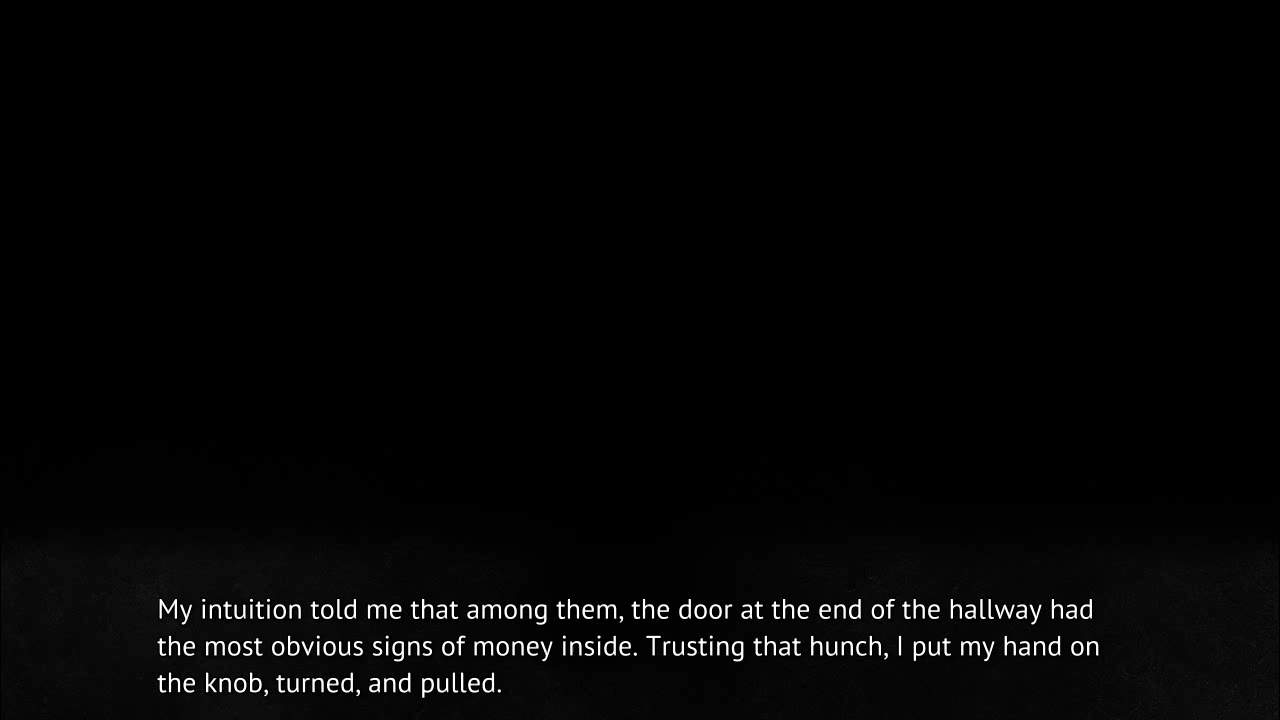 My intuition told me that among them, the door at the end of the hallway had
the most obvious signs of money inside. Trusting that hunch, I put my hand on
the knob, turned, and pulled.